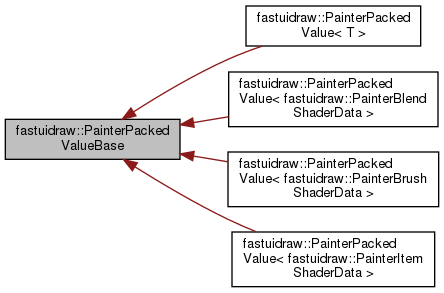 fastuidraw::PainterPacked
Value< T >
fastuidraw::PainterPacked
Value< fastuidraw::PainterBlend
ShaderData >
fastuidraw::PainterPacked
ValueBase
fastuidraw::PainterPacked
Value< fastuidraw::PainterBrush
ShaderData >
fastuidraw::PainterPacked
Value< fastuidraw::PainterItem
ShaderData >